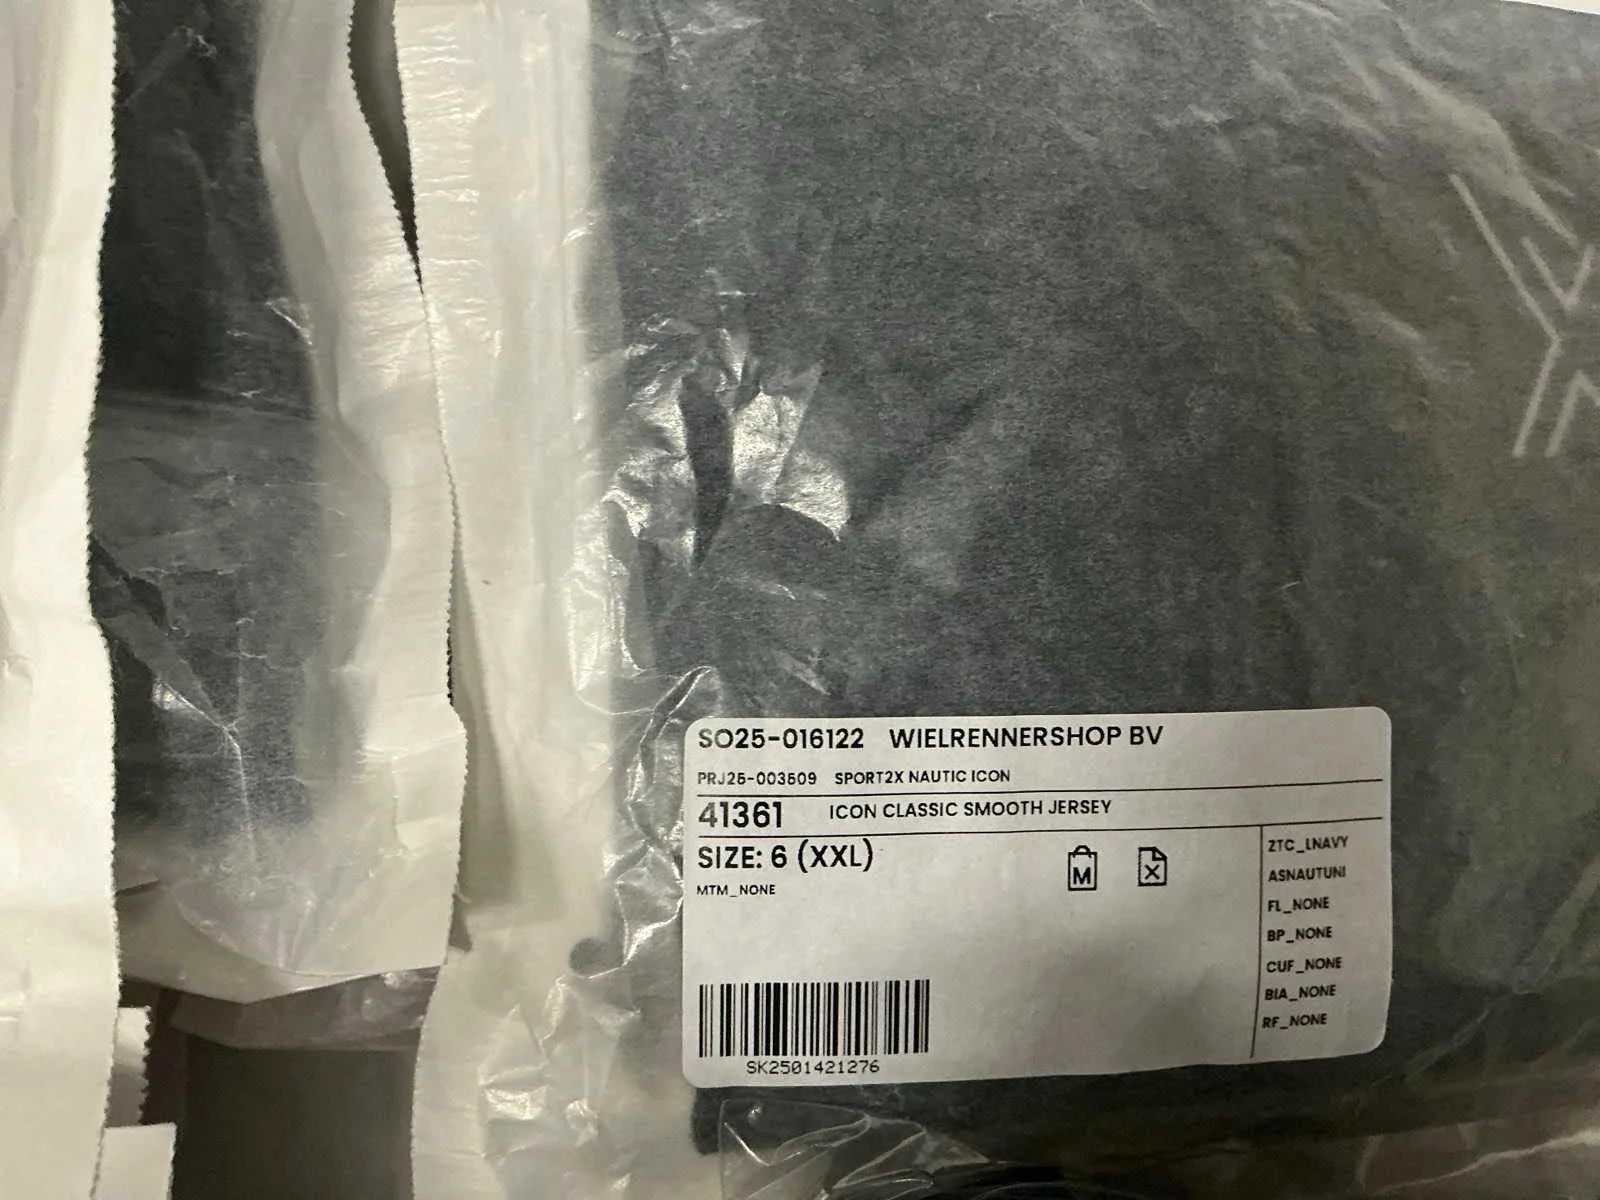 SO25-016122 WIELRENNERSHOP BV
PRJ25-003509 SPORT2X NAUTIC ICON
41361 ICON CLASSIC SMOOTH JERSEY
SIZE: 6 (XXL)
MTM_NONE
M
X
ZTC_LNAVY
ASNAUTUNI
FL_NONE
BP_NONE
CUF_NONE
BIA_NONE
RF_NONE
SK2501421276